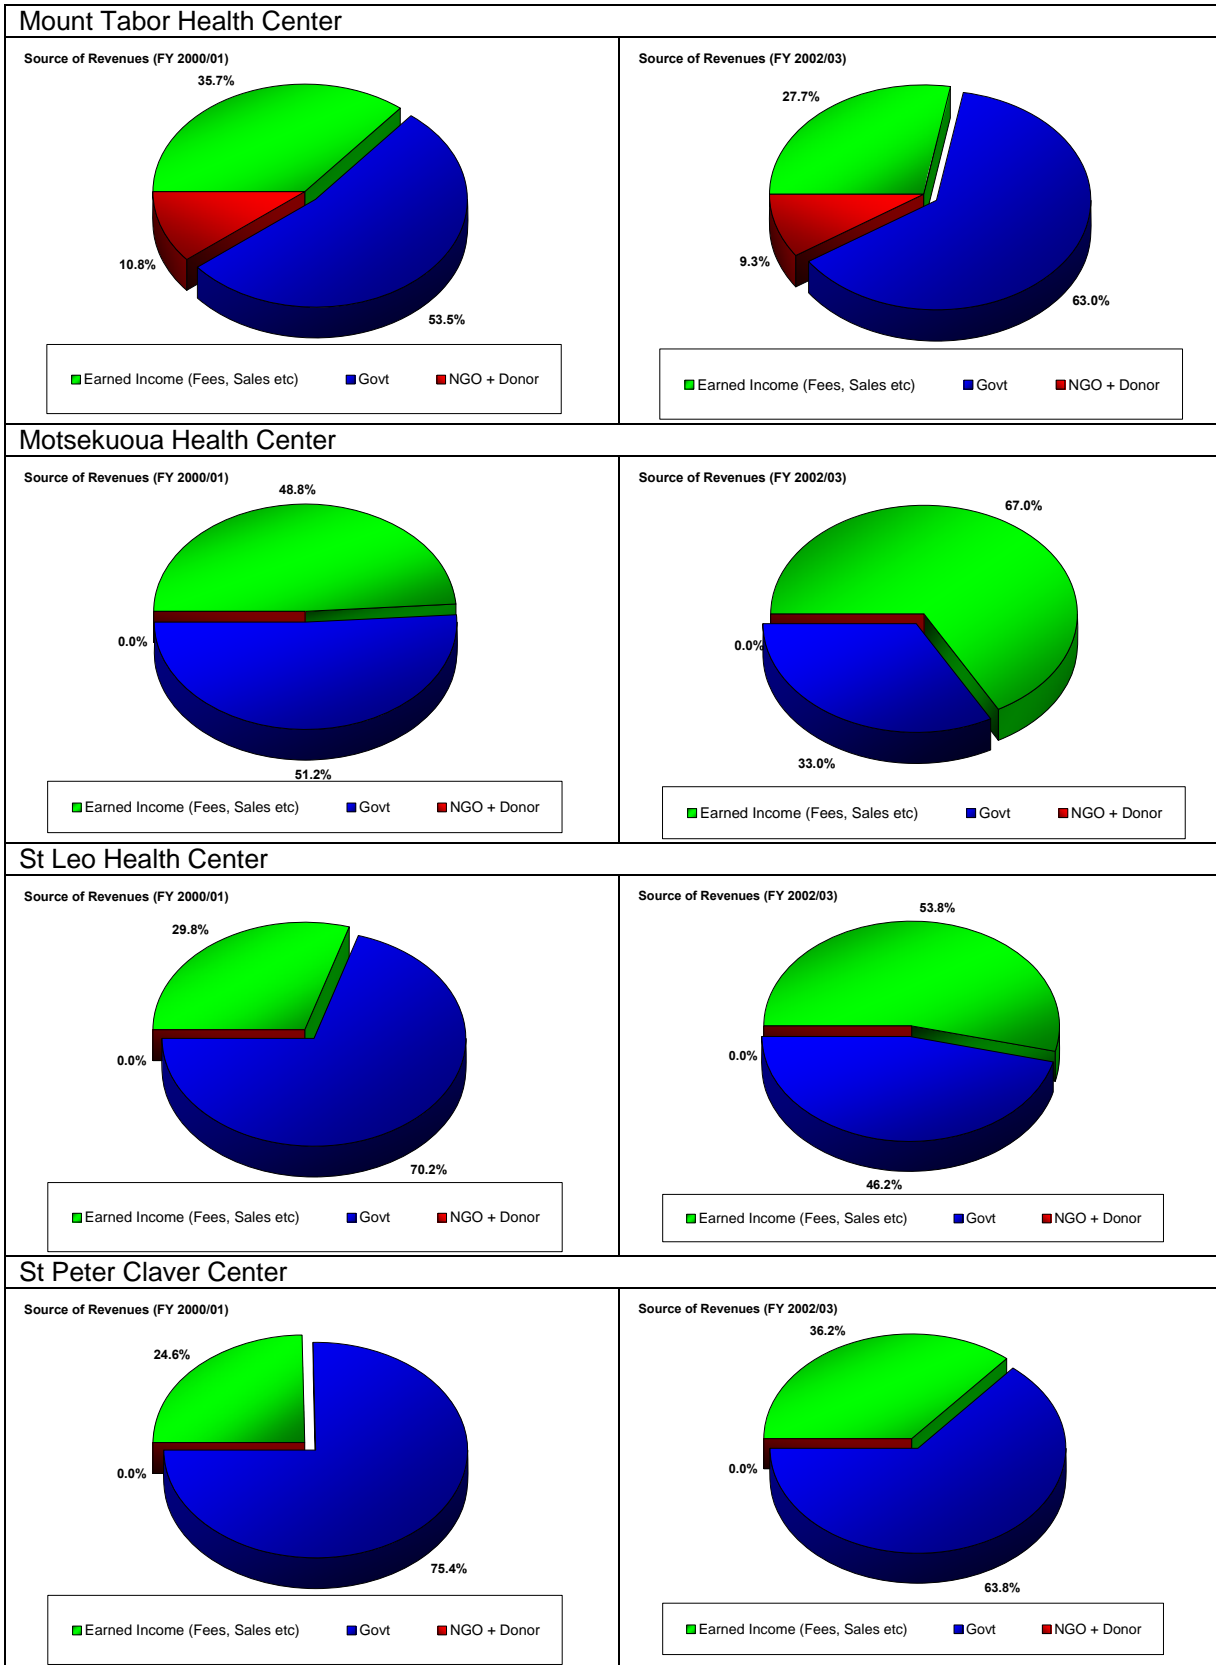 Mount Tabor Health Center
Source of Revenues (FY 2000/01)
35.7%
10.8%
53.5%
Earned Income (Fees, Sales etc) Govt NGO + Donor
Source of Revenues (FY 2002/03)
27.7%
9.3%
63.0%
Earned Income (Fees, Sales etc) Govt NGO + Donor
Motsekuoua Health Center
Source of Revenues (FY 2000/01)
48.8%
0.0%
51.2%
Earned Income (Fees, Sales etc) Govt NGO + Donor
Source of Revenues (FY 2002/03)
67.0%
0.0%
33.0%
Earned Income (Fees, Sales etc) Govt NGO + Donor
St Leo Health Center
Source of Revenues (FY 2000/01)
29.8%
0.0%
70.2%
Earned Income (Fees, Sales etc) Govt NGO + Donor
Source of Revenues (FY 2002/03)
53.8%
0.0%
46.2%
Earned Income (Fees, Sales etc) Govt NGO + Donor
St Peter Claver Center
Source of Revenues (FY 2000/01)
24.6%
0.0%
75.4%
Earned Income (Fees, Sales etc) Govt NGO + Donor
Source of Revenues (FY 2002/03)
36.2%
0.0%
63.8%
Earned Income (Fees, Sales etc) Govt NGO + Donor